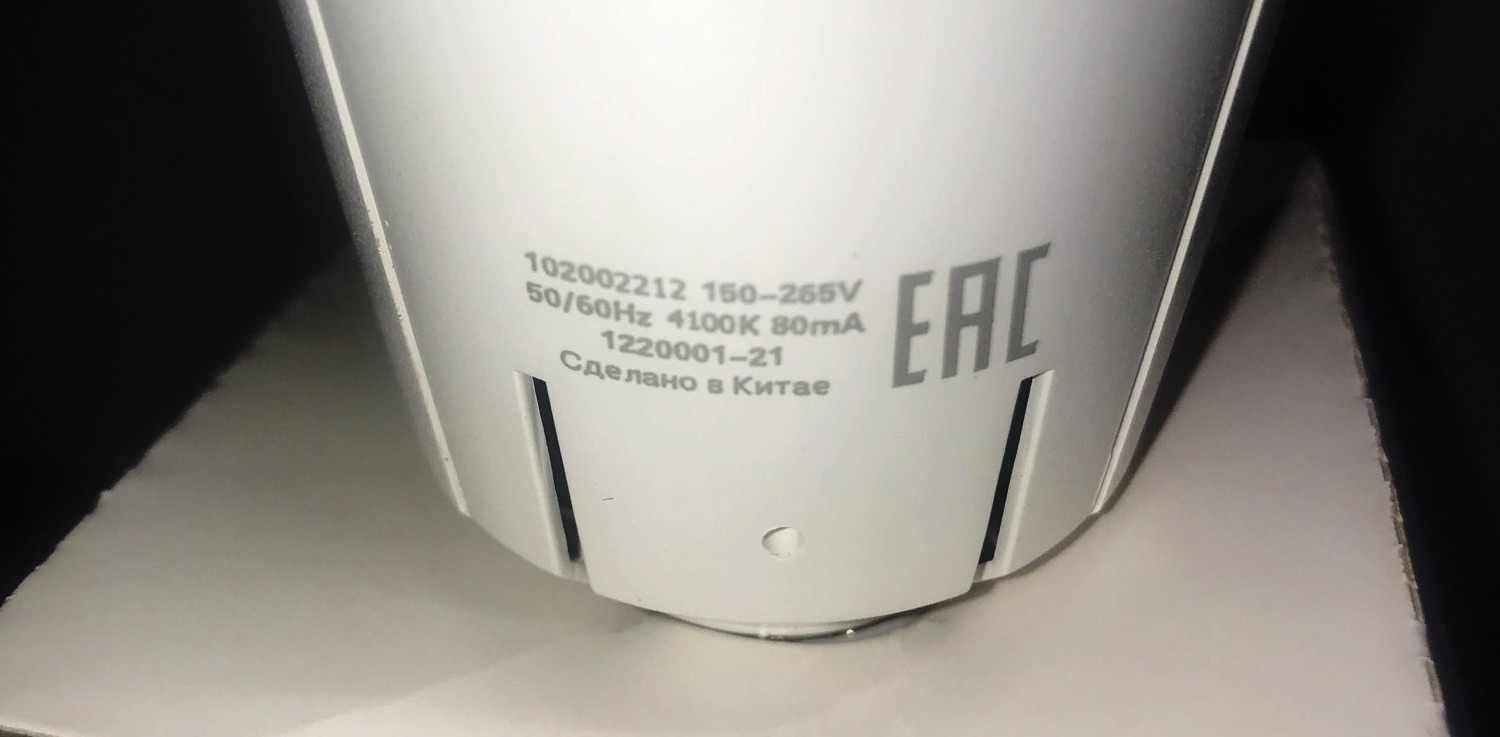 102002212 150-265V
50/60Hz 4100K 80mA
1220001-21
Сделано в Китае
EAC